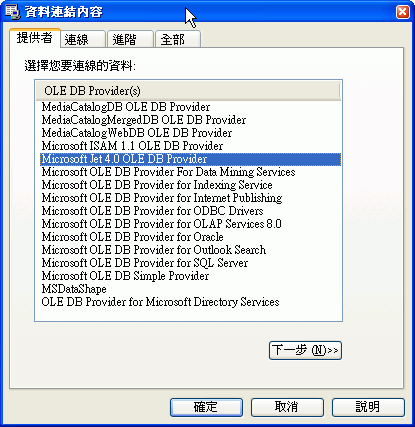 資料連結內容
提供者 連線 進階 全部
選擇您要連線的資料:
OLE DB Provider(s)
MediaCatalogDB OLE DB Provider
MediaCatalogMergedDB OLE DB Provider
MediaCatalogWebDB OLE DB Provider
Microsoft ISAM 1.1 OLE DB Provider
Microsoft Jet 4.0 OLE DB Provider
Microsoft OLE DB Provider For Data Mining Services
Microsoft OLE DB Provider for Indexing Service
Microsoft OLE DB Provider for Internet Publishing
Microsoft OLE DB Provider for ODBC Drivers
Microsoft OLE DB Provider for OLAP Services 8.0
Microsoft OLE DB Provider for Oracle
Microsoft OLE DB Provider for Outlook Search
Microsoft OLE DB Provider for SQL Server
Microsoft OLE DB Simple Provider
MSDataShape
OLE DB Provider for Microsoft Directory Services
下一步 (N)>>
確定 取消 說明